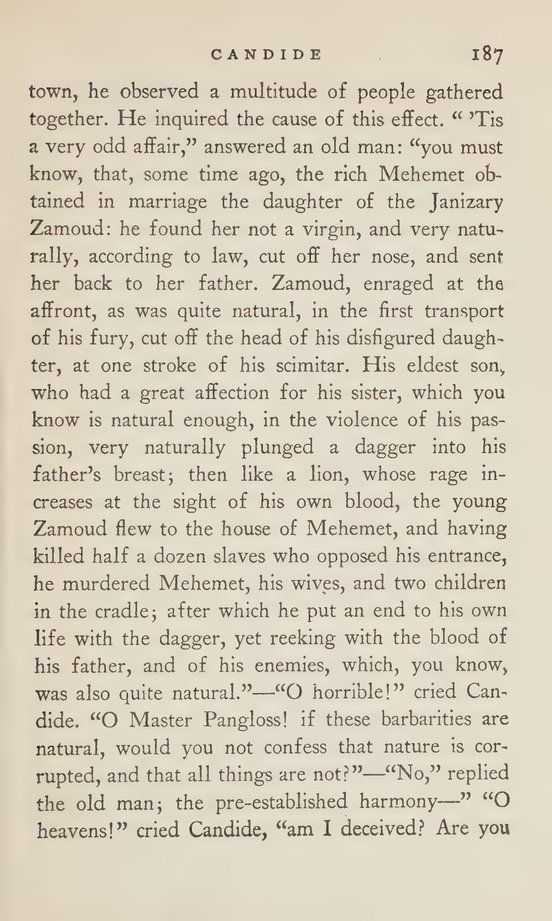 CANDIDE 187
town, he observed a multitude of people gathered
together. He inquired the cause of this effect. “ ’Tis
a very odd affair,” answered an old man: “you must
know, that, some time ago, the rich Mehemet ob-
tained in marriage the daughter of the Janizary
Zamoud: he found her not a virgin, and very natu-
rally, according to law, cut off her nose, and sent
her back to her father. Zamoud, enraged at the
affront, as was quite natural, in the first transport
of his fury, cut off the head of his disfigured daugh-
ter, at one stroke of his scimitar. His eldest son,
who had a great affection for his sister, which you
know is natural enough, in the violence of his pas-
sion, very naturally plunged a dagger into his
father’s breast; then like a lion, whose rage in-
creases at the sight of his own blood, the young
Zamoud flew to the house of Mehemet, and having
killed half a dozen slaves who opposed his entrance,
he murdered Mehemet, his wives, and two children
in the cradle; after which he put an end to his own
life with the dagger, yet reeking with the blood of
his father, and of his enemies, which, you know,
was also quite natural.”—“O horrible!” cried Can-
dide. “O Master Pangloss! if these barbarities are
natural, would you not confess that nature is cor-
rupted, and that all things are not?”—“No,” replied
the old man; the pre-established harmony—” “O
heavens!” cried Candide, “am I deceived? Are you